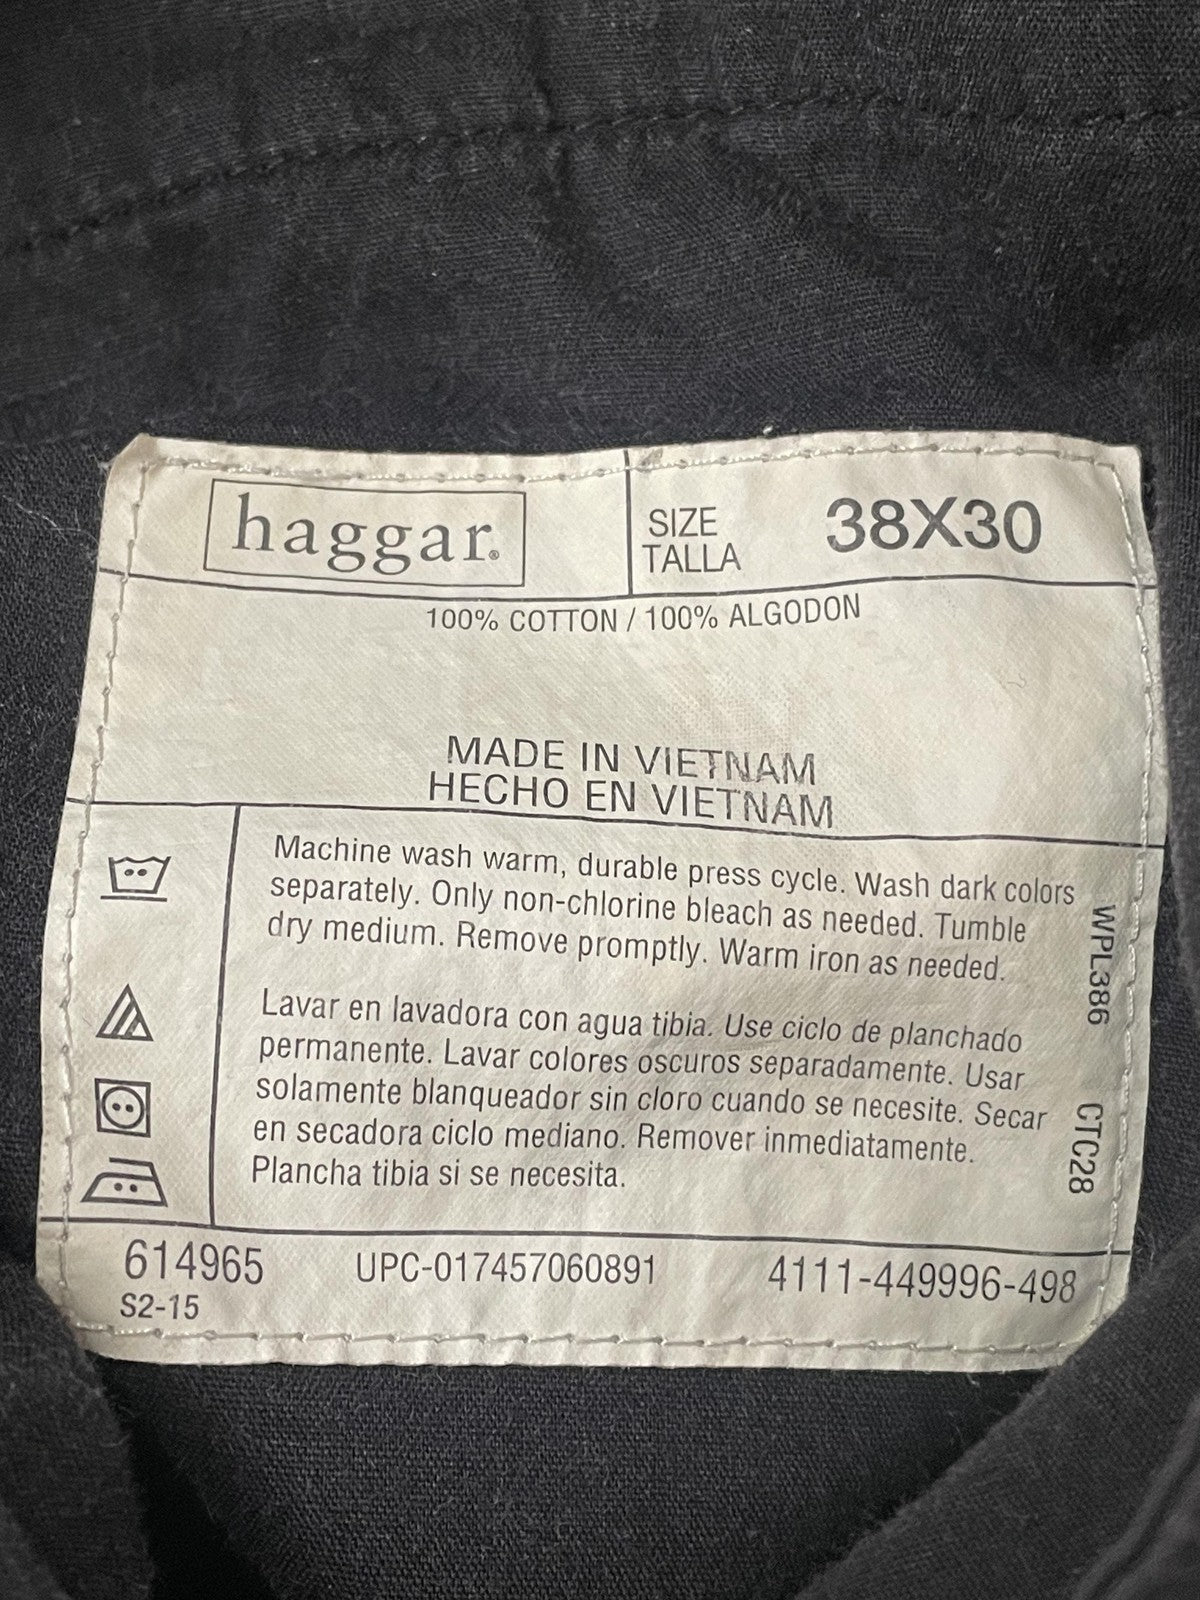 haggar®
SIZE
TALLA
38X30
100% COTTON / 100% ALGODON
MADE IN VIETNAM
HECHO EN VIETNAM
Machine wash warm, durable press cycle. Wash dark colors
separately. Only non-chlorine bleach as needed. Tumble
dry medium. Remove promptly. Warm iron as needed.
Lavar en lavadora con agua tibia. Use ciclo de planchado
permanente. Lavar colores oscuros separadamente. Usar
solamente blanqueador sin cloro cuando se necesite. Secar
en secadora ciclo mediano. Remover inmediatamente.
Plancha tibia si se necesita.
WPL386 CTC28
614965 UPC-017457060891 4111-449996-498
S2-15